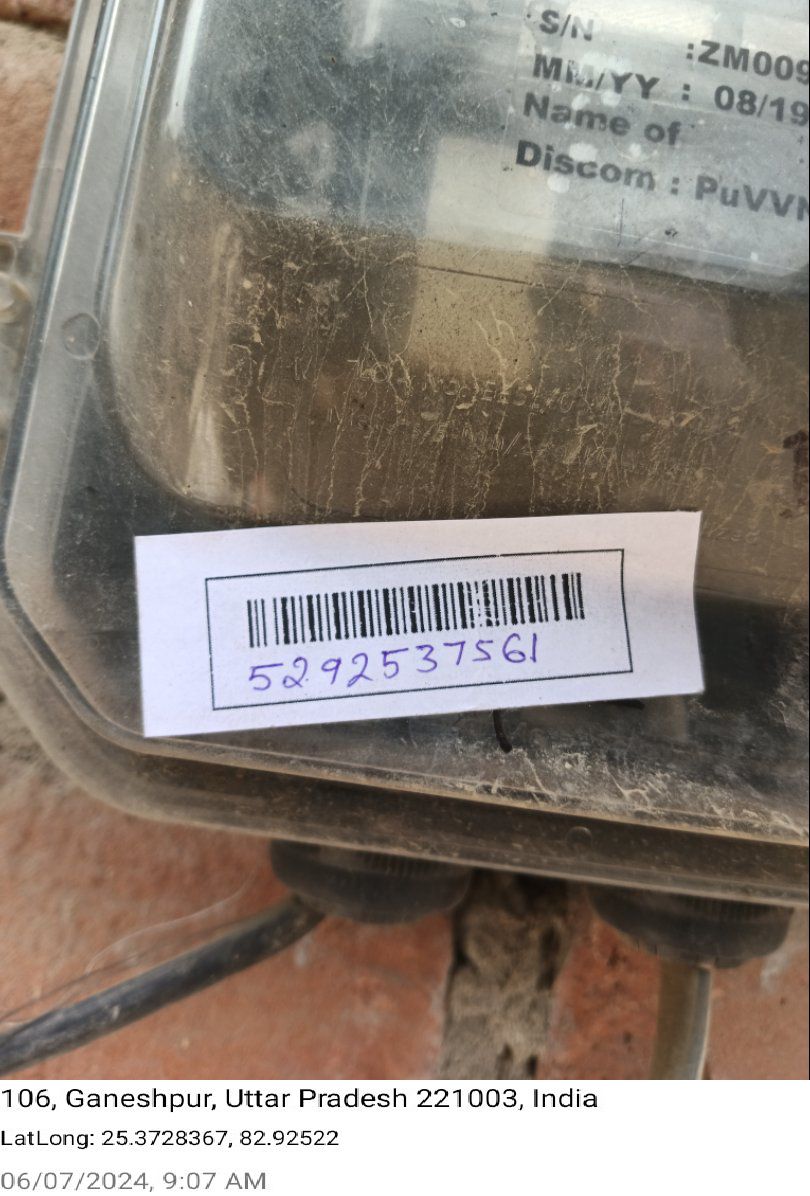 S/N :ZM009
MM/YY : 08/19
Name of
Discom : PuVVN
5292537561
106, Ganeshpur, Uttar Pradesh 221003, India
LatLong: 25.3728367, 82.92522
06/07/2024, 9:07 AM